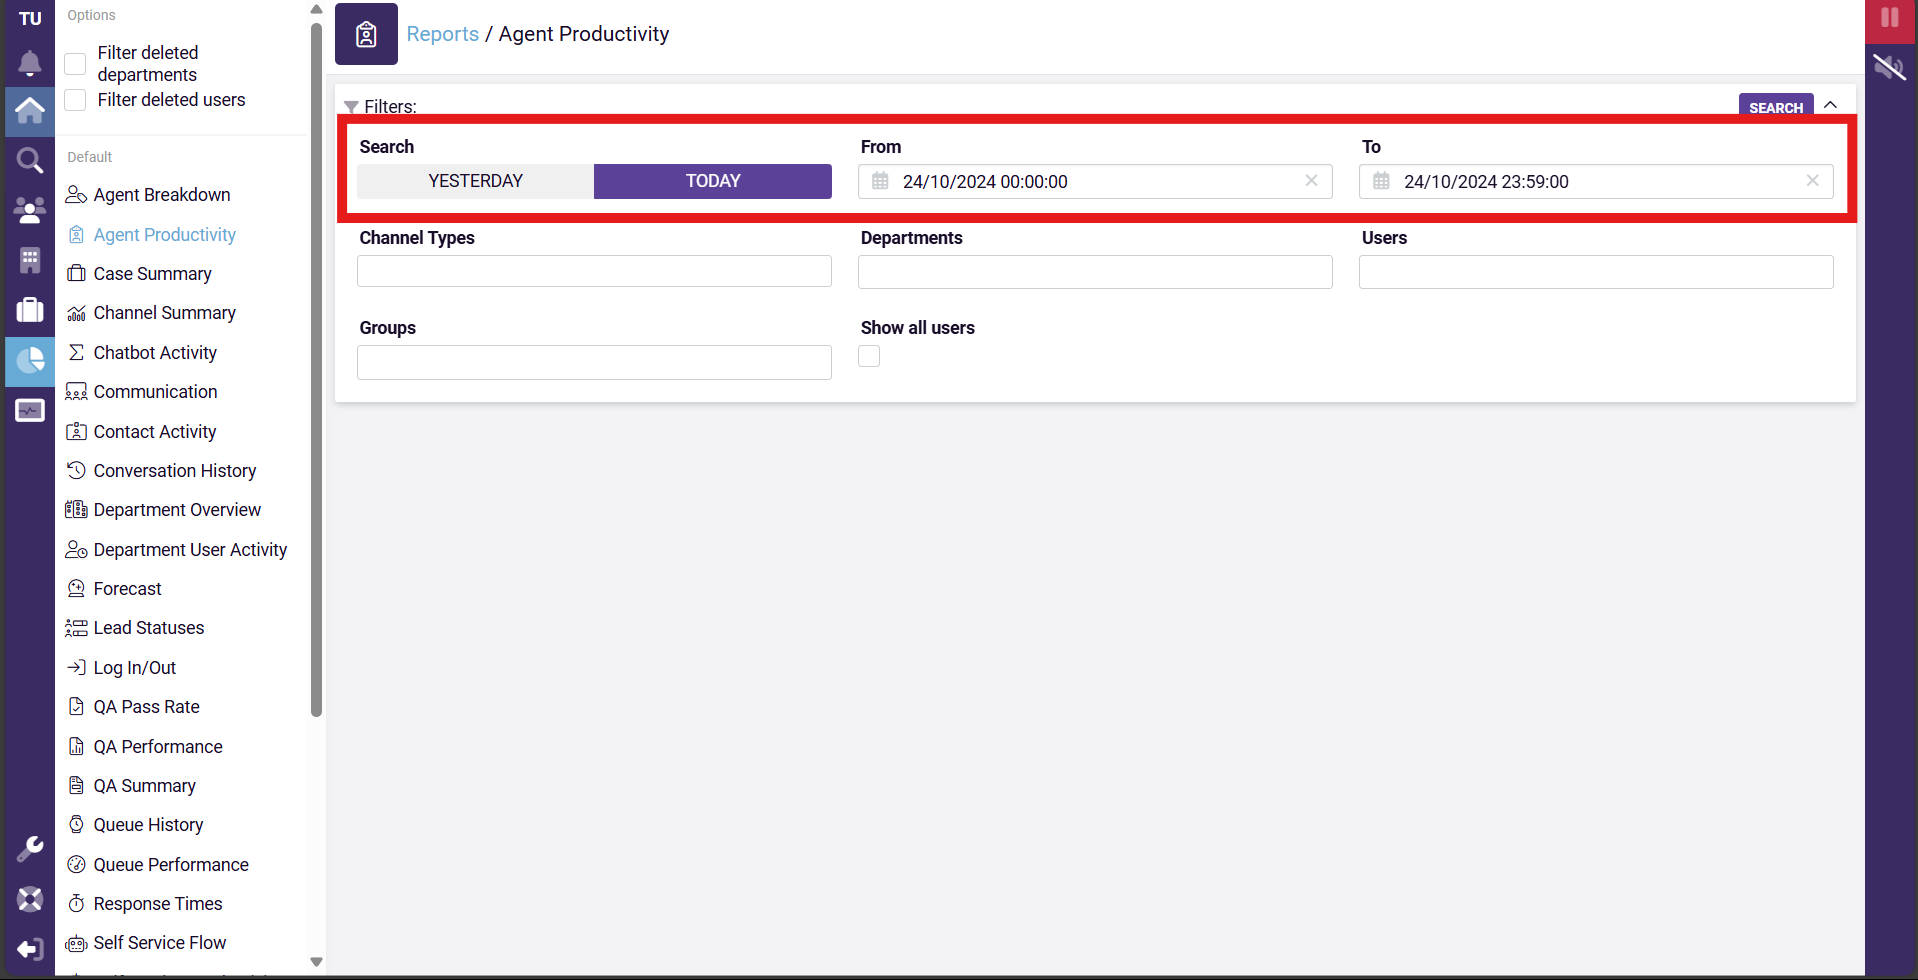 TU
Options
Filter deleted
departments
Filter deleted users
Default
Agent Breakdown
Agent Productivity
Case Summary
Channel Summary
Chatbot Activity
Communication
Contact Activity
Conversation History
Department Overview
Department User Activity
Forecast
Lead Statuses
Log In/Out
QA Pass Rate
QA Performance
QA Summary
Queue History
Queue Performance
Response Times
Self Service Flow
Reports / Agent Productivity
Filters:
SEARCH
Search From To
YESTERDAY TODAY 24/10/2024 00:00:00 24/10/2024 23:59:00
Channel Types Departments Users
Groups Show all users